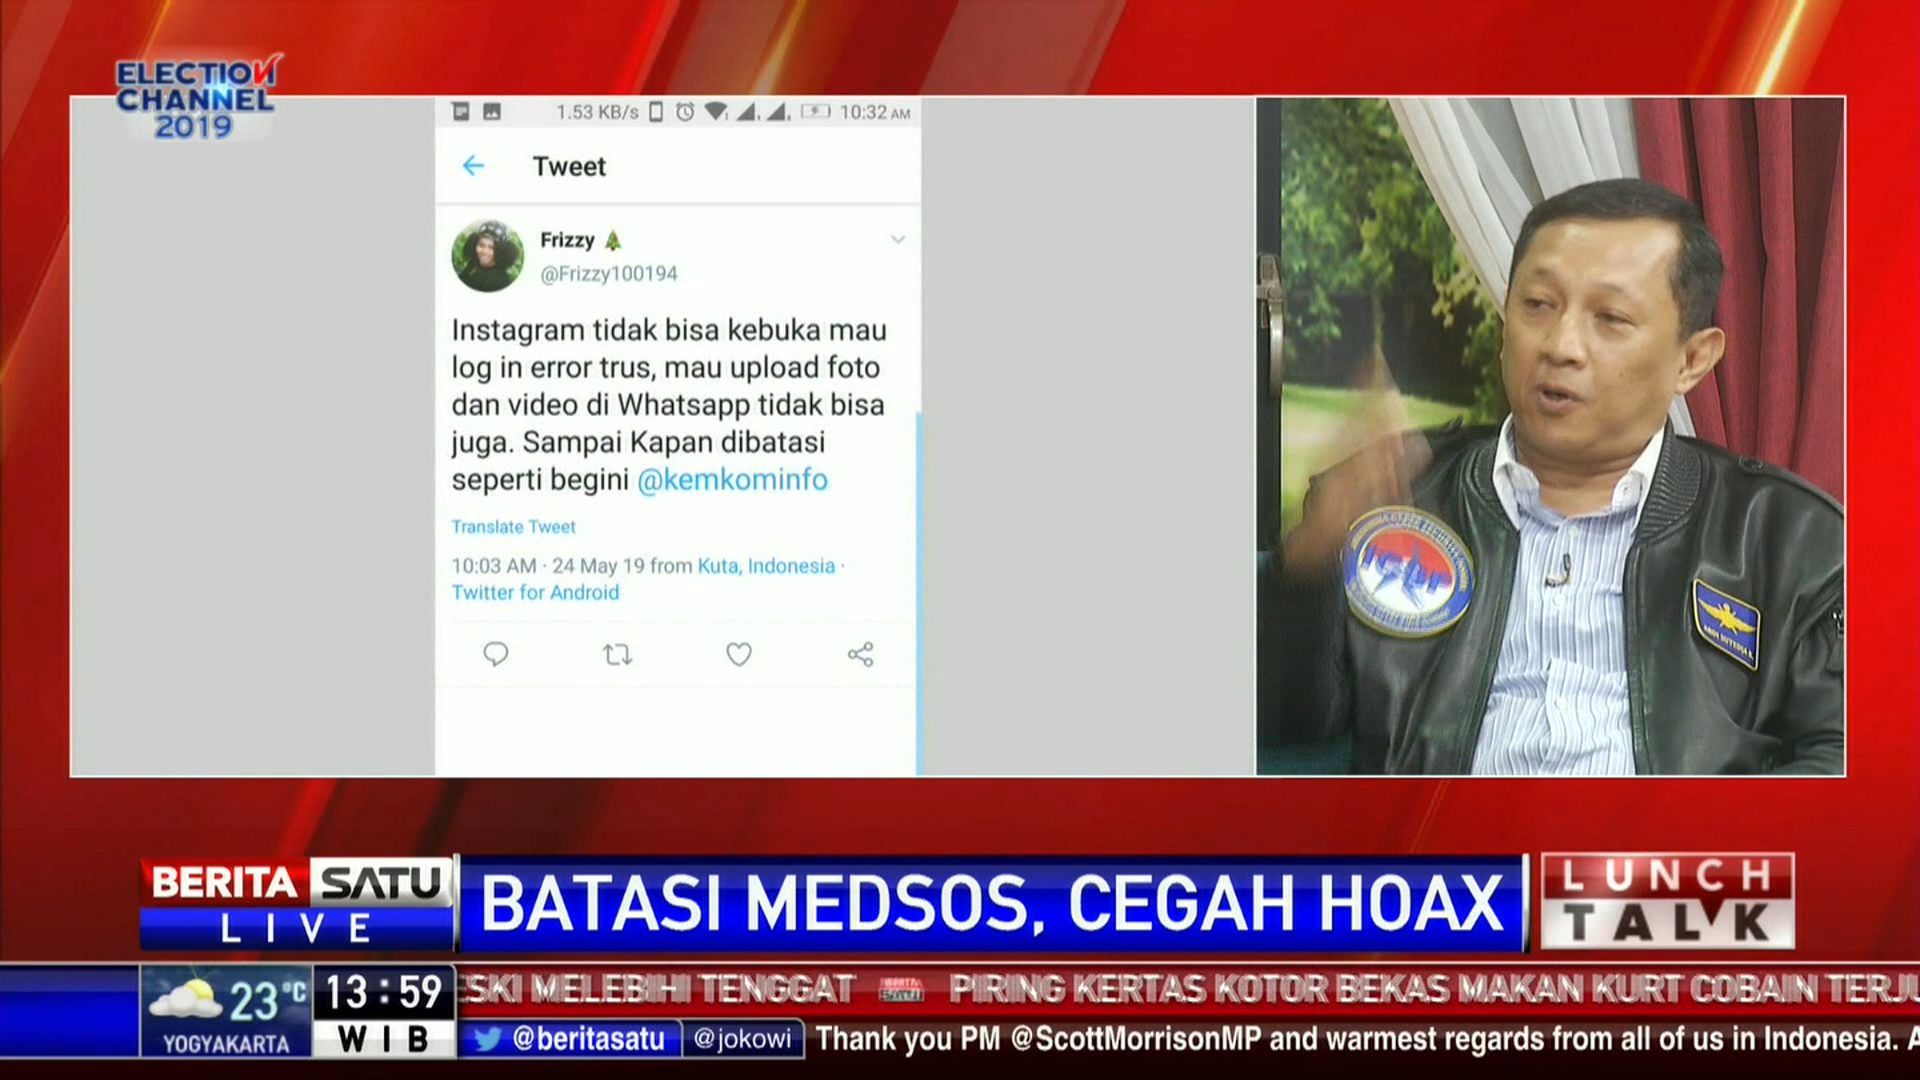 ELECTION
CHANNEL
2019
1.53 KB/s
10:32 AM
Tweet
Frizzy
@Frizzy100194
Instagram tidak bisa kebuka mau
log in error trus, mau upload foto
dan video di Whatsapp tidak bisa
juga. Sampai Kapan dibatasi
seperti begini @kemkominfo
Translate Tweet
10:03 AM · 24 May 19 from Kuta, Indonesia ·
Twitter for Android
BERITA SATU
LIVE
BATASI MEDSOS, CEGAH HOAX
LUNCH
TALK
23°C
YOGYAKARTA
13:59
WIB
SKI MELEBIHI TENGGAT BERITA SATU PIRING KERTAS KOTOR BEKAS MAKAN KURT COBAIN TERJU
@beritasatu @jokowi Thank you PM @ScottMorrisonMP and warmest regards from all of us in Indonesia. A